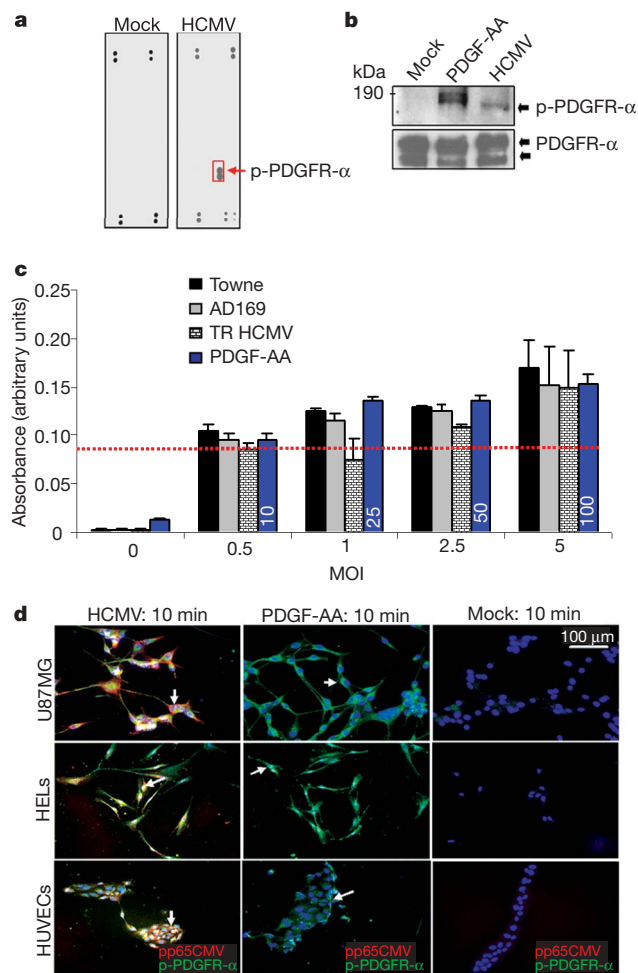 a
Mock
HCMV
p-PDGFR-α
b
kDa
Mock
PDGF-AA
HCMV
190
p-PDGFR-α
PDGFR-α
c
Absorbance (arbitrary units)
0.25
0.20
0.15
0.10
0.05
0
Towne
AD169
TR HCMV
PDGF-AA
10
25
50
100
0
0.5
1
2.5
5
MOI
d
HCMV: 10 min
PDGF-AA: 10 min
Mock: 10 min
100 µm
U87MG
HELs
HUVECs
pp65CMV
p-PDGFR-α
pp65CMV
p-PDGFR-α
pp65CMV
p-PDGFR-α